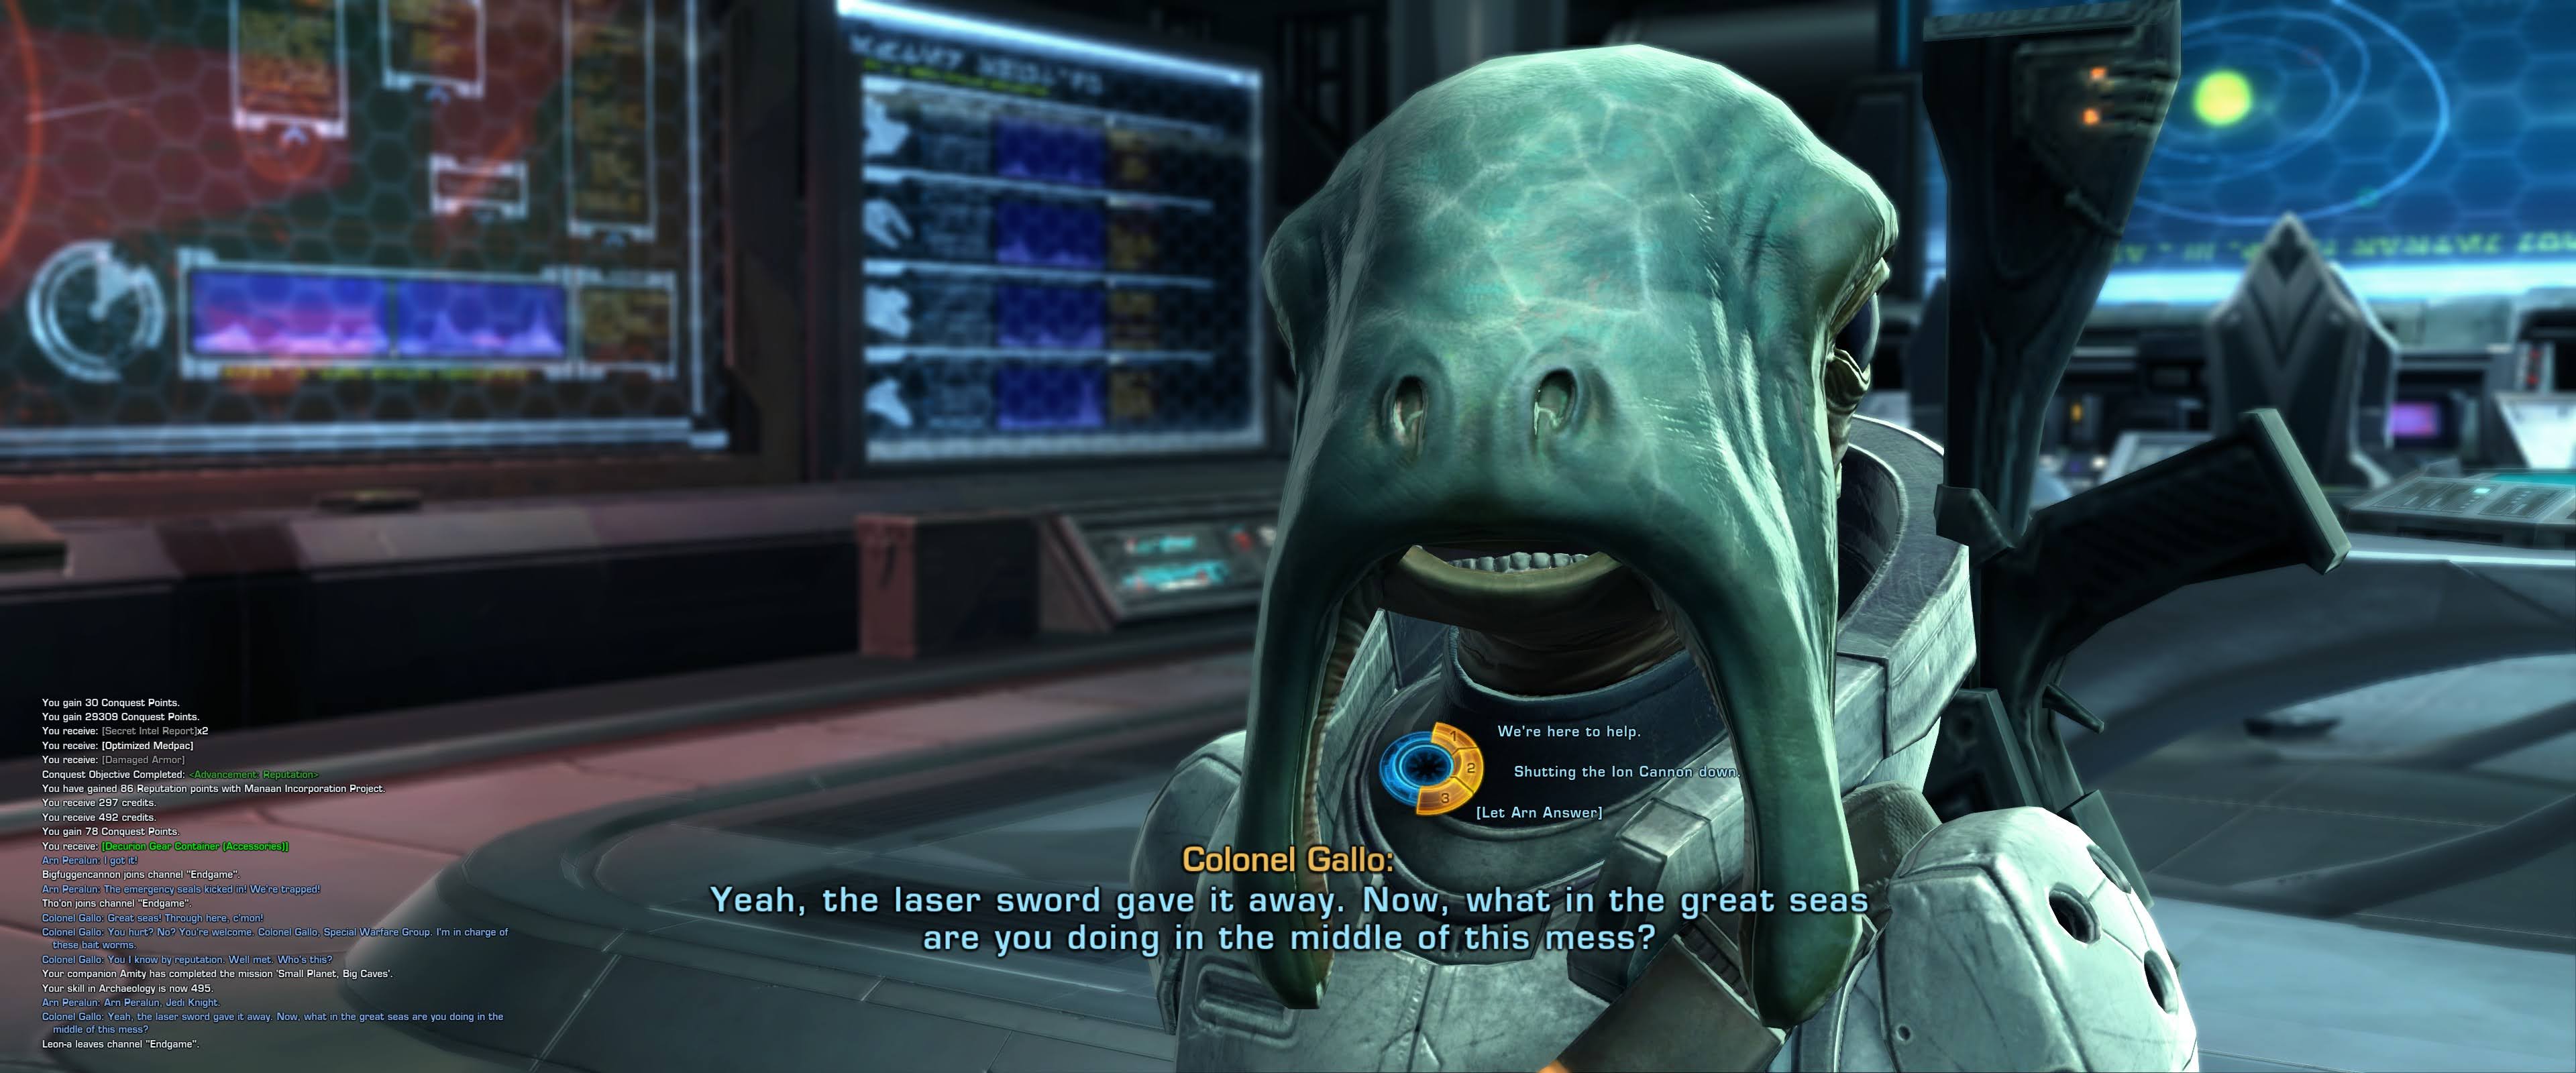 You gain 30 Conquest Points.
You gain 29309 Conquest Points.
You receive: [Secret Intel Report]x2
You receive: [Optimized Medpac]
You receive: [Damaged Armor]
Conquest Objective Completed: <Advancement: Reputation>
You have gained 86 Reputation points with Manaan Incorporation Project.
You receive 297 credits.
You receive 492 credits.
You gain 78 Conquest Points.
You receive: [Decurion Gear Container (Accessories)]
Arn Peralun: I got it!
Bigfuggencannon joins channel "Endgame".
Arn Peralun: The emergency seals kicked in! We're trapped!
Tho'on joins channel "Endgame".
Colonel Gallo: Great seas! Through here, c'mon!
Colonel Gallo: You hurt? No? You're welcome. Colonel Gallo, Special Warfare Group. I'm in charge of
these bait worms.
Colonel Gallo: You I know by reputation. Well met. Who's this?
Your companion Amity has completed the mission 'Small Planet, Big Caves'.
Your skill in Archaeology is now 495.
Arn Peralun: Arn Peralun, Jedi Knight.
Colonel Gallo: Yeah, the laser sword gave it away. Now, what in the great seas are you doing in the
middle of this mess?
Leon-a leaves channel "Endgame".
1 We're here to help.
2 Shutting the Ion Cannon down.
3 [Let Arn Answer]
Colonel Gallo:
Yeah, the laser sword gave it away. Now, what in the great seas
are you doing in the middle of this mess?